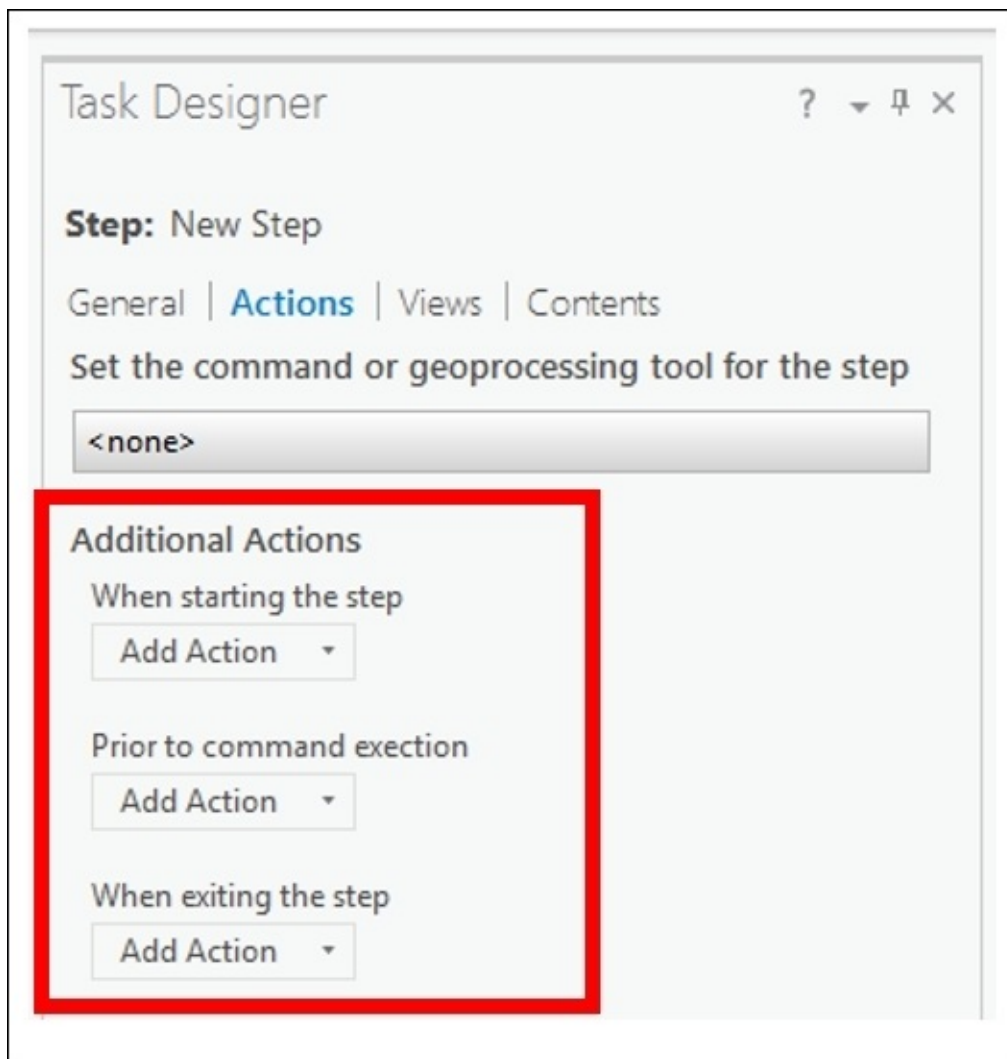 Task Designer ?
Step: New Step
General | Actions | Views | Contents
Set the command or geoprocessing tool for the step
<none>
Additional Actions
When starting the step
Add Action
Prior to command exection
Add Action
When exiting the step
Add Action